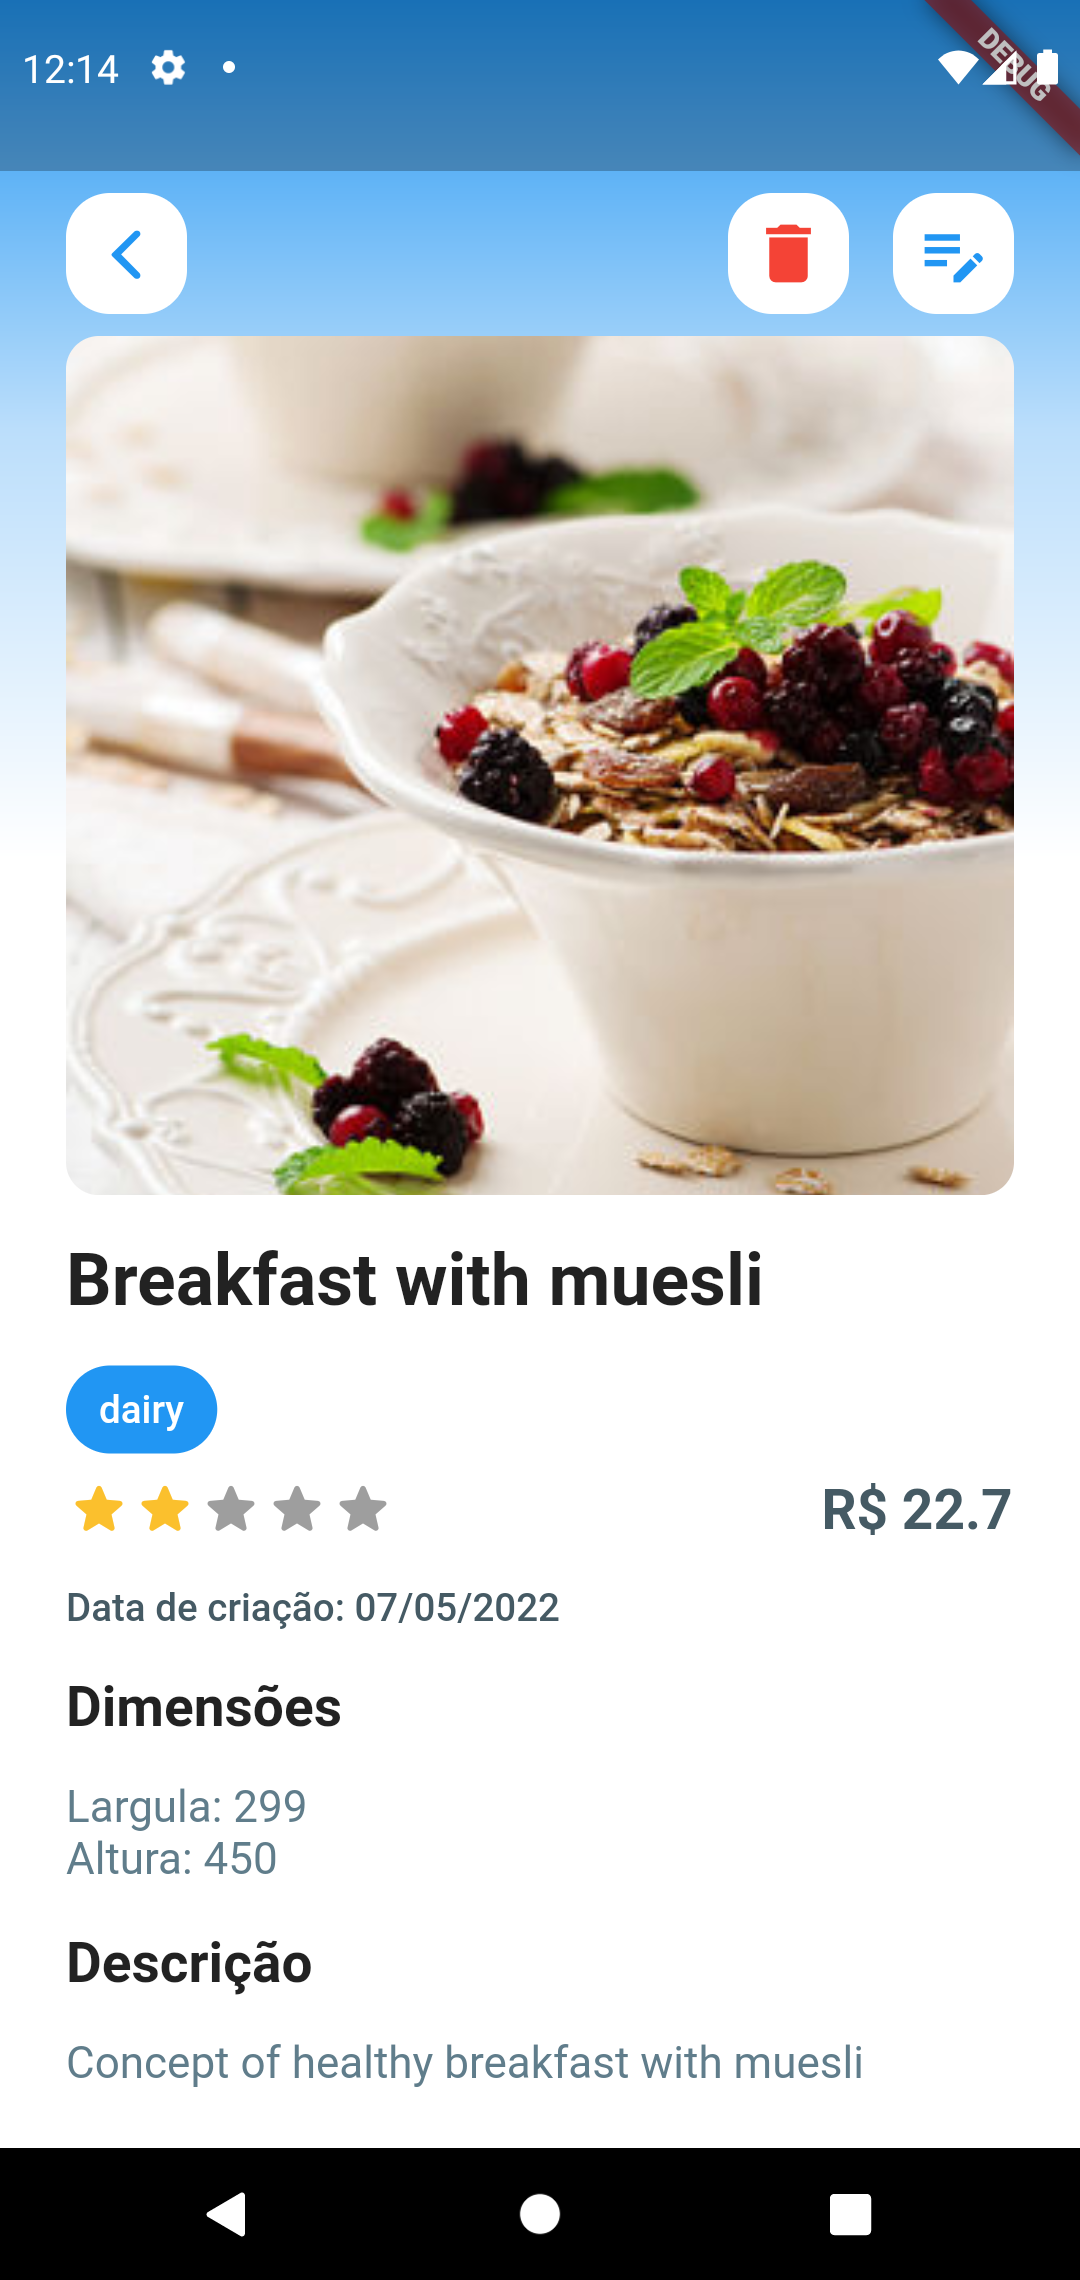 12:14
DEBUG
Breakfast with muesli
dairy
R$ 22.7
Data de criação: 07/05/2022
Dimensões
Largula: 299
Altura: 450
Descrição
Concept of healthy breakfast with muesli